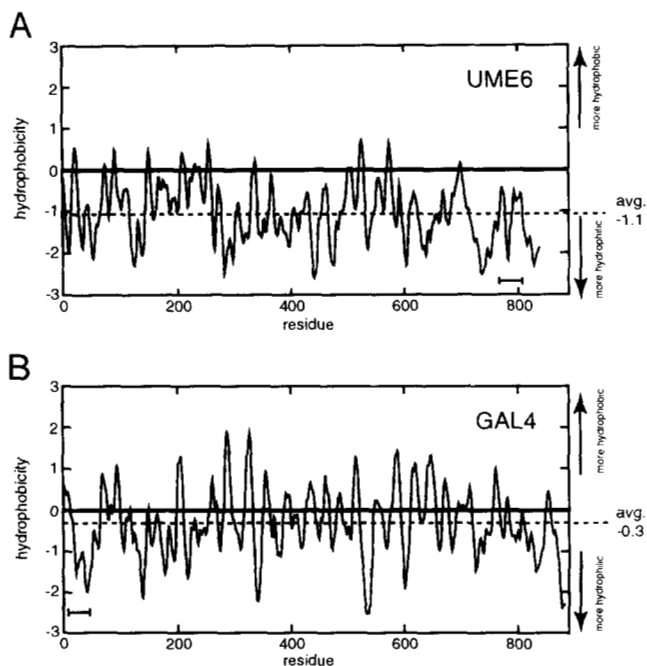 A
3
2
1
0
-1
-2
-3
hydrophobicity
UME6
more hydrophobic
avg.
-1.1
more hydrophilic
0 200 400 600 800
residue
B
3
2
1
0
-1
-2
-3
hydrophobicity
GAL4
more hydrophobic
avg.
-0.3
more hydrophilic
0 200 400 600 800
residue